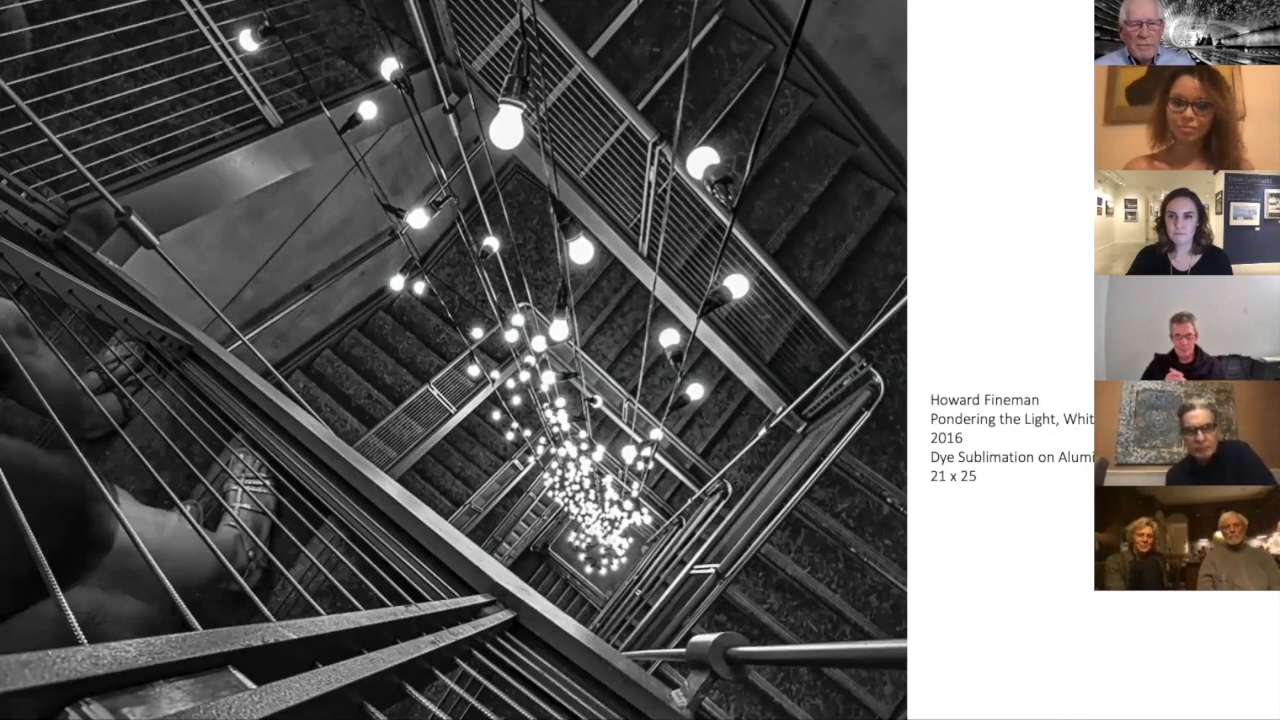 Howard Fineman
Pondering the Light, Whit
2016
Dye Sublimation on Alumi
21 x 25